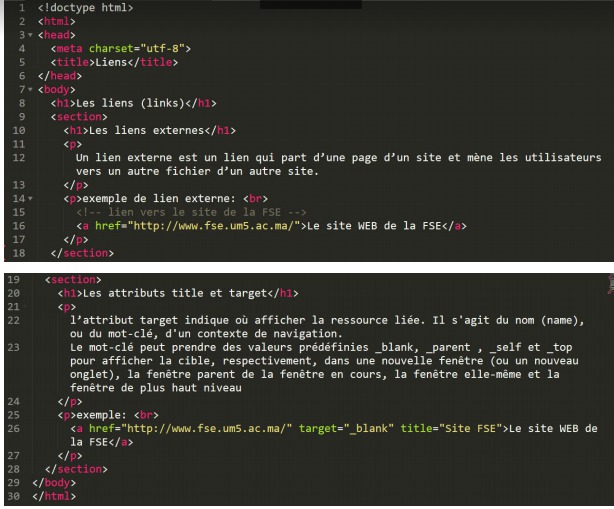 1 <!doctype html>
2 <html>
3 <head>
4 <meta charset="utf-8">
5 <title>Liens</title>
6 </head>
7 <body>
8 <h1>Les liens (links)</h1>
9 <section>
10 <h1>Les liens externes</h1>
11 <p>
12 Un lien externe est un lien qui part d’une page d’un site et mène les utilisateurs
vers un autre fichier d’un autre site.
13 </p>
14 <p>exemple de lien externe: <br>
15 <!-- lien vers le site de la FSE -->
16 <a href="http://www.fse.um5.ac.ma/">Le site WEB de la FSE</a>
17 </p>
18 </section>
19 <section>
20 <h1>Les attributs title et target</h1>
21 <p>
22 l’attribut target indique où afficher la ressource liée. Il s'agit du nom (name),
ou du mot-clé, d'un contexte de navigation.
23 Le mot-clé peut prendre des valeurs prédéfinies _blank, _parent , _self et _top
pour afficher la cible, respectivement, dans une nouvelle fenêtre (ou un nouveau
onglet), la fenêtre parent de la fenêtre en cours, la fenêtre elle-même et la
fenêtre de plus haut niveau
24 </p>
25 <p>exemple: <br>
26 <a href="http://www.fse.um5.ac.ma/" target="_blank" title="Site FSE">Le site WEB de
la FSE</a>
27 </p>
28 </section>
29 </body>
30 </html>